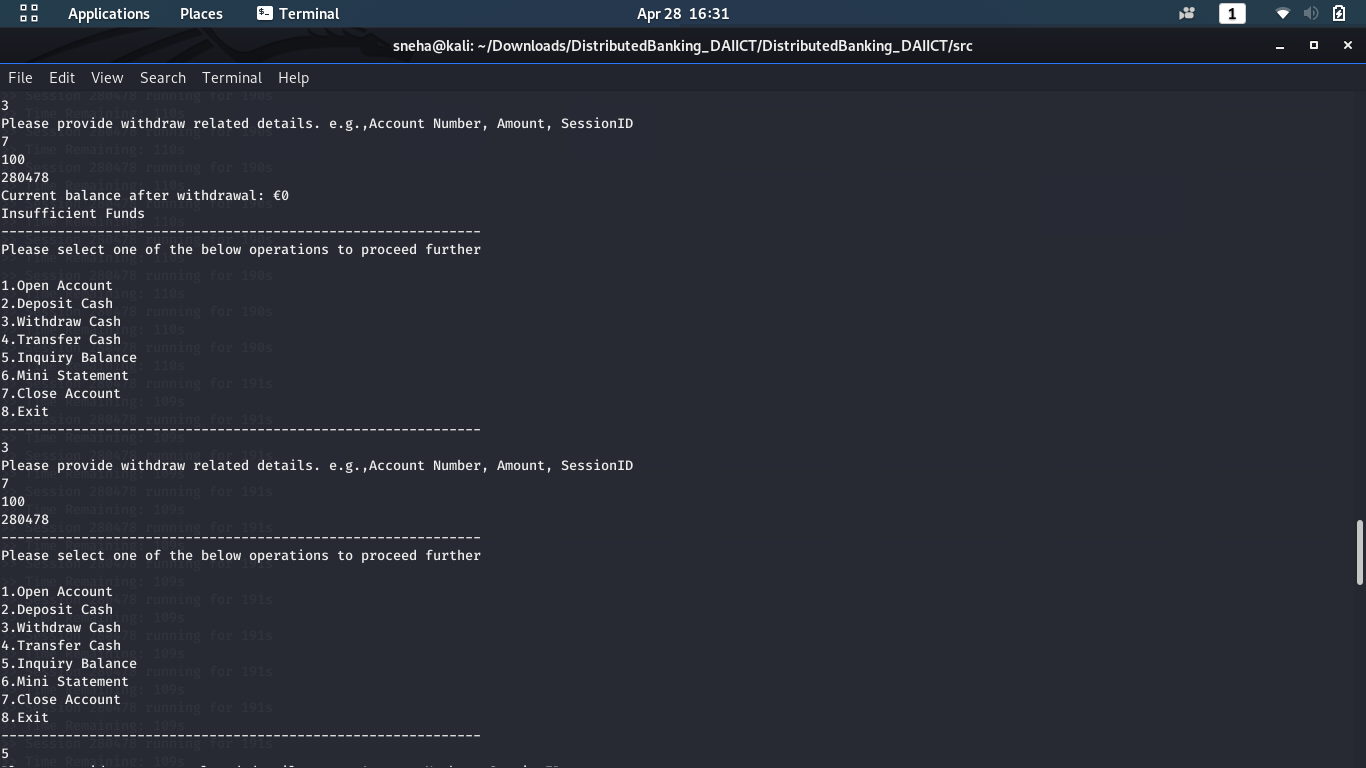 Applications Places Terminal Apr 28 16:31 1
sneha@kali: ~/Downloads/DistributedBanking_DAIICT/DistributedBanking_DAIICT/src
File Edit View Search Terminal Help
3
Please provide withdraw related details. e.g.,Account Number, Amount, SessionID
7
100
280478
Current balance after withdrawal: €0
Insufficient Funds
------------------------------------------------------------
Please select one of the below operations to proceed further
1.Open Account
2.Deposit Cash
3.Withdraw Cash
4.Transfer Cash
5.Inquiry Balance
6.Mini Statement
7.Close Account
8.Exit
------------------------------------------------------------
3
Please provide withdraw related details. e.g.,Account Number, Amount, SessionID
7
100
280478
------------------------------------------------------------
Please select one of the below operations to proceed further
1.Open Account
2.Deposit Cash
3.Withdraw Cash
4.Transfer Cash
5.Inquiry Balance
6.Mini Statement
7.Close Account
8.Exit
------------------------------------------------------------
5